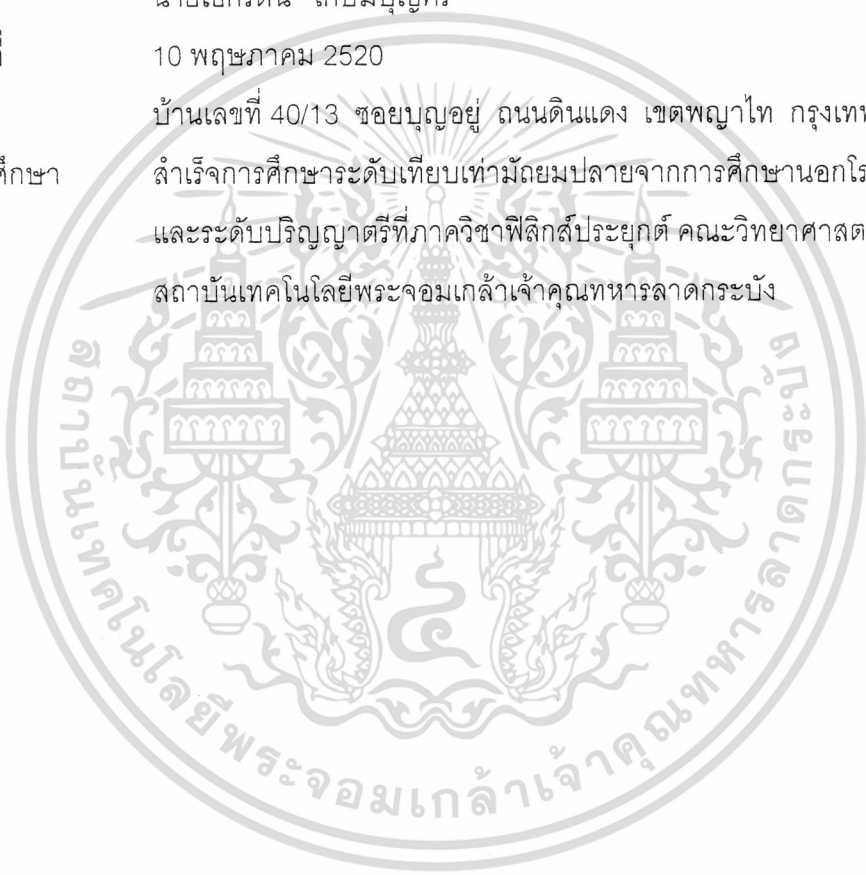 ที่ 10 พฤษภาคม 2520
บ้านเลขที่ 40/13 ซอยบุญอยู่ ถนนดินแดง เขตพญาไท กรุงเทพ
ศึกษา สำเร็จการศึกษาระดับเทียบเท่ามัถยมปลายจากการศึกษานอกโร
และระดับปริญญาตรีที่ภาควิชาฟิสิกส์ประยุกต์ คณะวิทยาศาสต
สถาบันเทคโนโลยีพระจอมเกล้าเจ้าคุณทหารลาดกระบัง
สถาบันเทคโนโลยีพระจอมเกล้าเจ้าคุณทหารลาดกระบัง